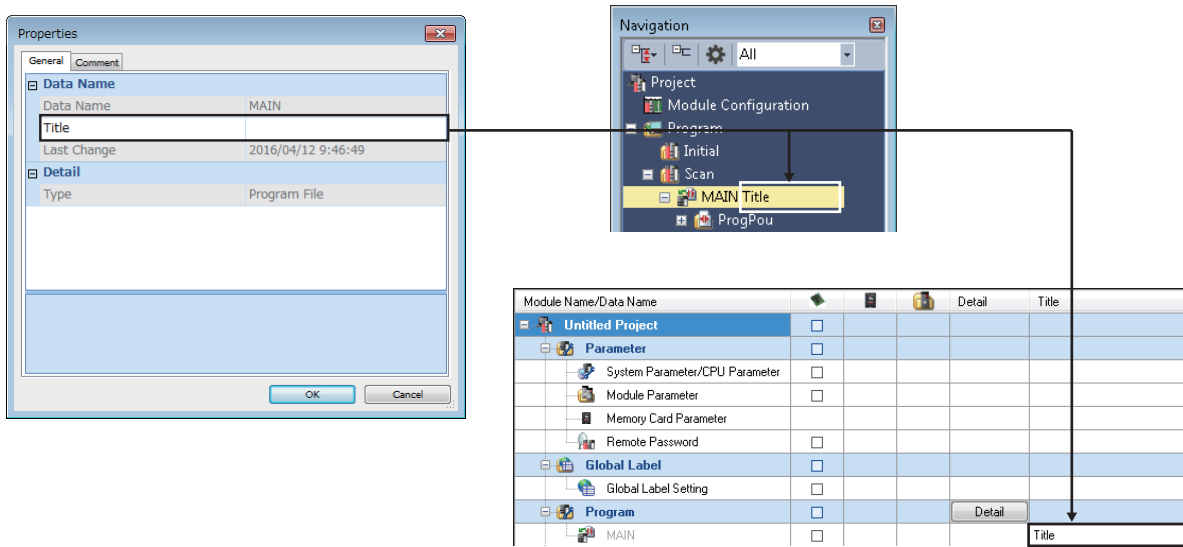 Properties
General Comment
Data Name
Data Name MAIN
Title
Last Change 2016/04/12 9:46:49
Detail
Type Program File
OK Cancel
Navigation
All
Project
Module Configuration
Program
Initial
Scan
MAIN Title
ProgPou
Module Name/Data Name Detail Title
Untitled Project
Parameter
System Parameter/CPU Parameter
Module Parameter
Memory Card Parameter
Remote Password
Global Label
Global Label Setting
Program Detail
MAIN Title